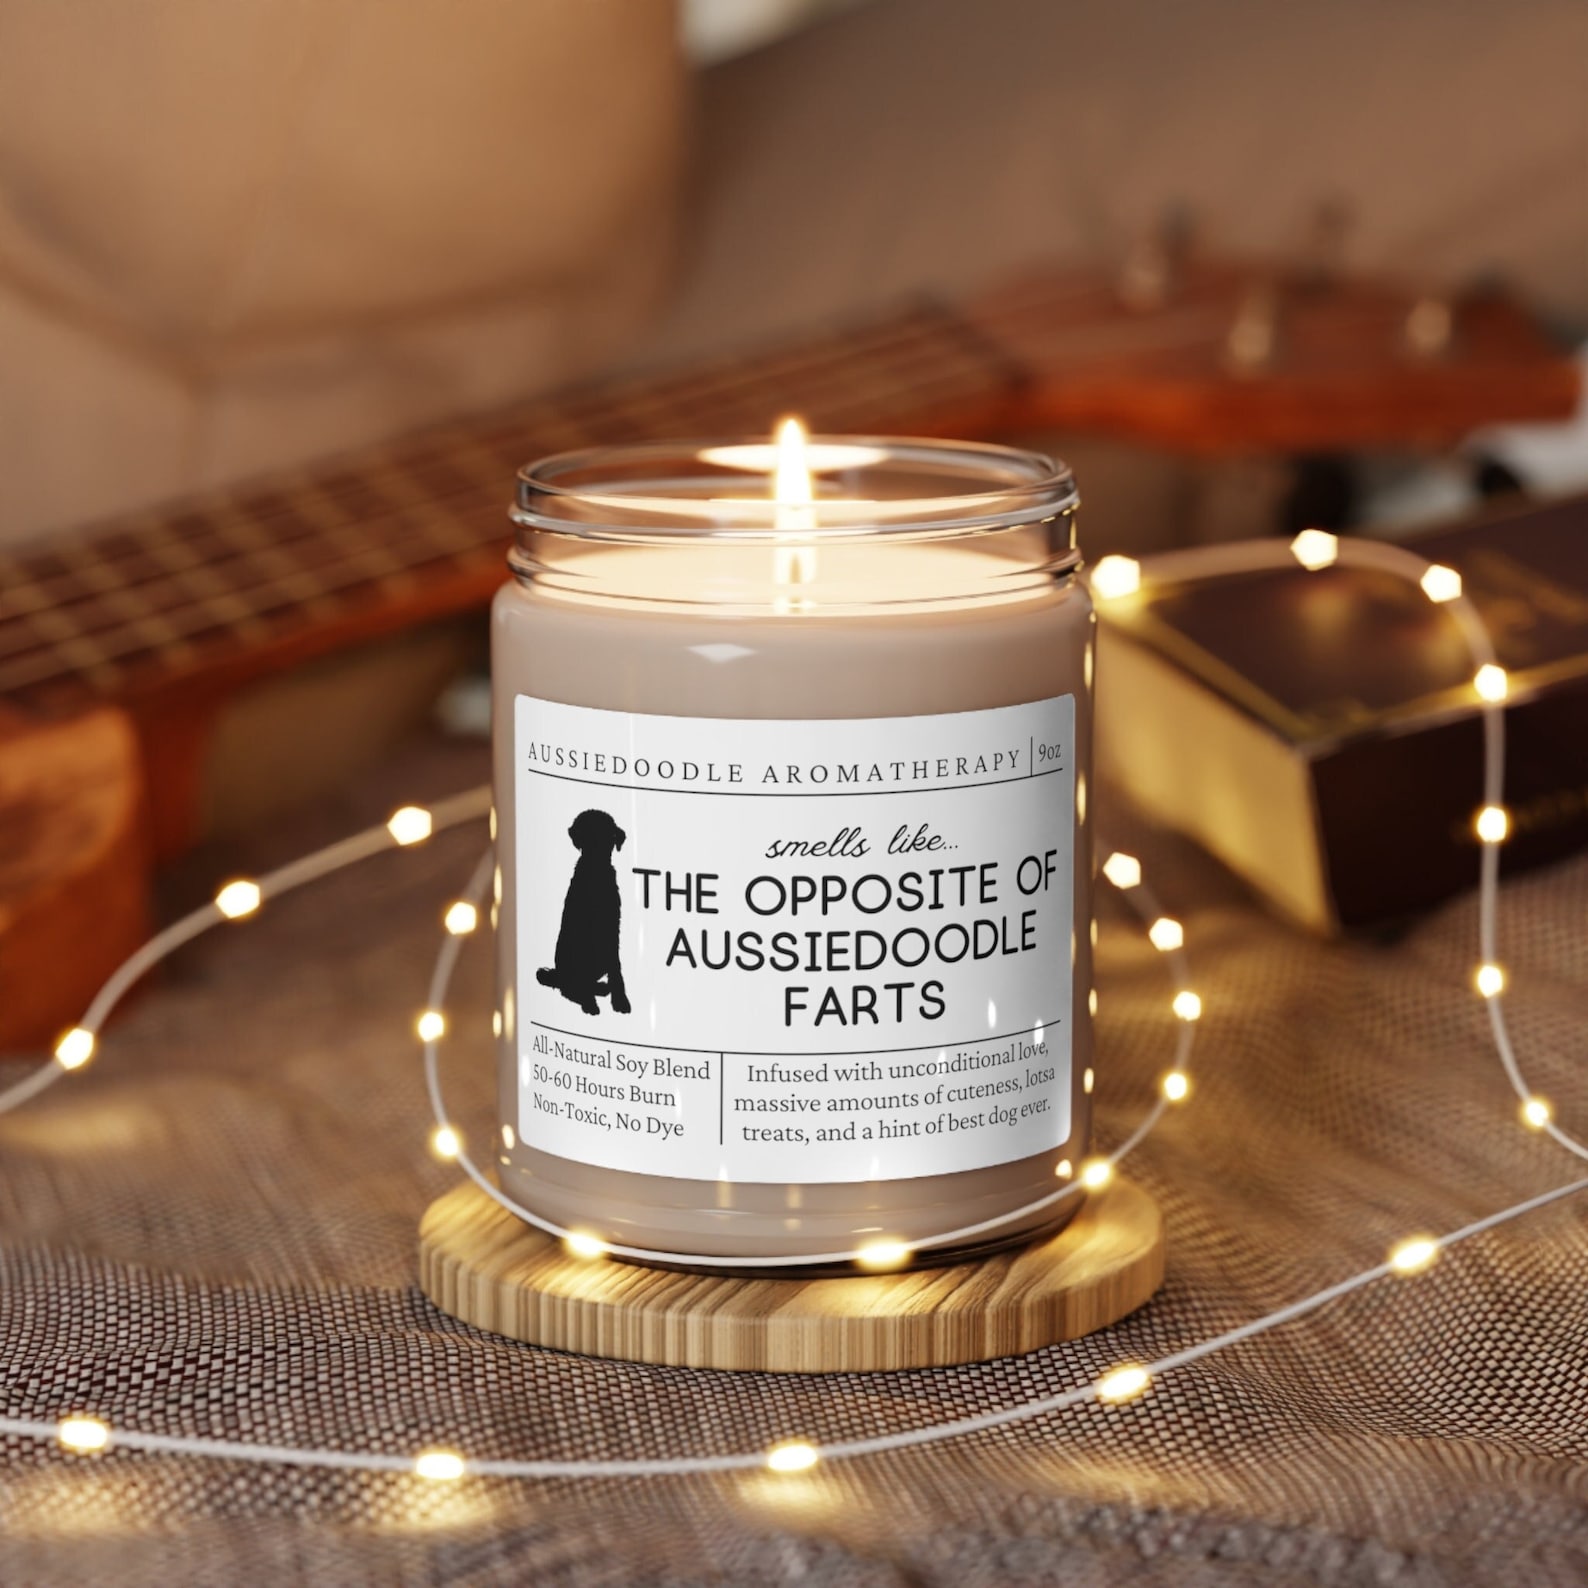 AUSSIEDOODLE AROMATHERAPY | 9oz
smells like...
THE OPPOSITE OF
AUSSIEDOODLE
FARTS
All-Natural Soy Blend
50-60 Hours Burn
Non-Toxic, No Dye
Infused with unconditional love,
massive amounts of cuteness, lotsa
treats, and a hint of best dog ever.